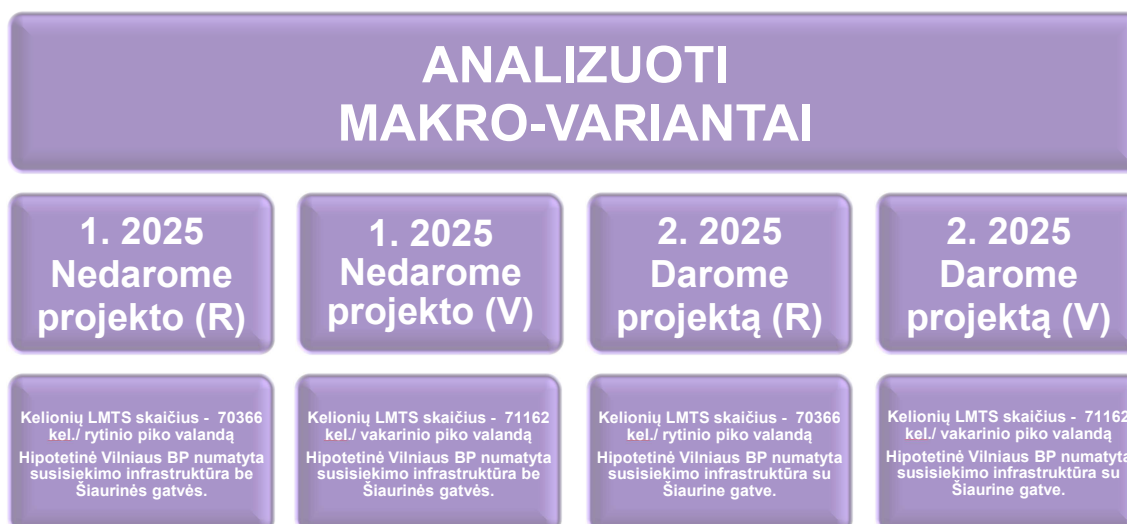 ANALIZUOTI
MAKRO-VARIANTAI
1. 2025
Nedarome
projekto (R)
1. 2025
Nedarome
projekto (V)
2. 2025
Darome
projektą (R)
2. 2025
Darome
projektą (V)
Kelionių LMTS skaičius - 70366
kel./ rytinio piko valandą
Hipotetinė Vilniaus BP numatyta
susisiekimo infrastruktūra be
Šiaurinės gatvės.
Kelionių LMTS skaičius - 71162
kel./ vakarinio piko valandą
Hipotetinė Vilniaus BP numatyta
susisiekimo infrastruktūra be
Šiaurinės gatvės.
Kelionių LMTS skaičius - 70366
kel./ rytinio piko valandą
Hipotetinė Vilniaus BP numatyta
susisiekimo infrastruktūra su
Šiaurine gatve.
Kelionių LMTS skaičius - 71162
kel./ vakarinio piko valandą
Hipotetinė Vilniaus BP numatyta
susisiekimo infrastruktūra su
Šiaurine gatve.